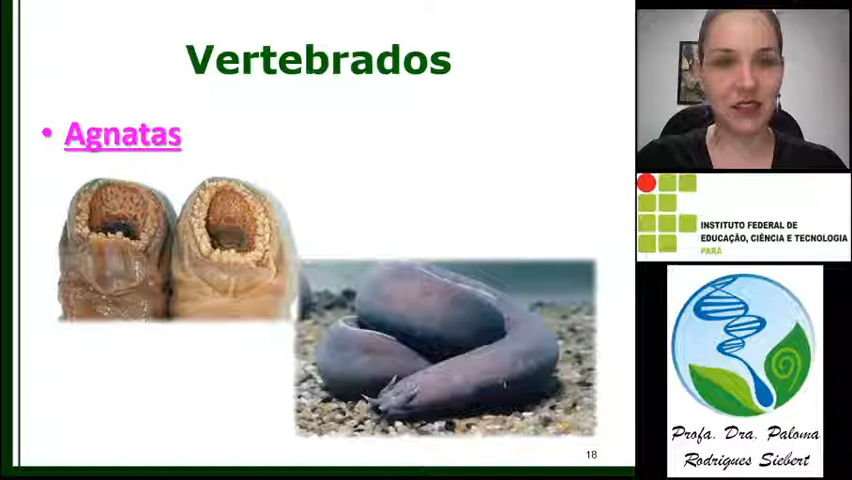 Vertebrados
• Agnatas
18
INSTITUTO FEDERAL DE
EDUCAÇÃO, CIÊNCIA E TECNOLOGIA
PARÁ
Profa. Dra. Paloma
Rodrigues Siebert